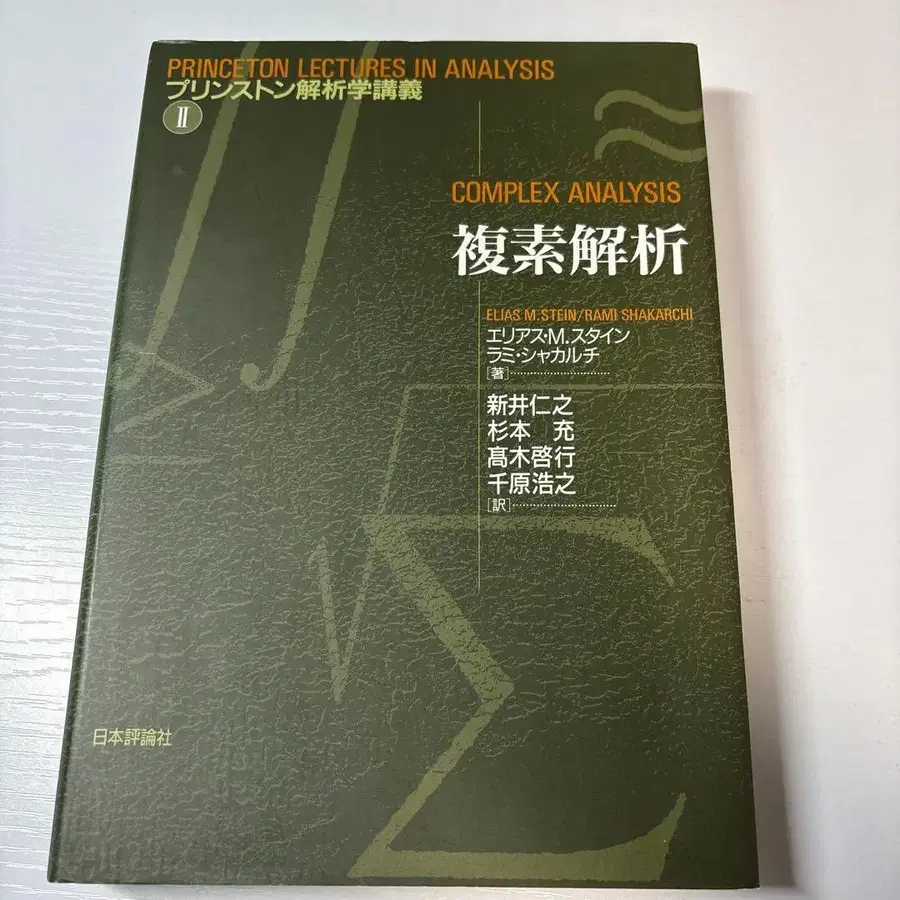 PRINCETON LECTURES IN ANALYSIS
プリンストン解析学講義
II
COMPLEX ANALYSIS
複素解析
ELIAS M. STEIN/RAMI SHAKARCHI
エリアス・M.スタイン
ラミ・シャカルチ
[著]
新井仁之
杉本 充
髙木啓行
千原浩之
[訳]
日本評論社